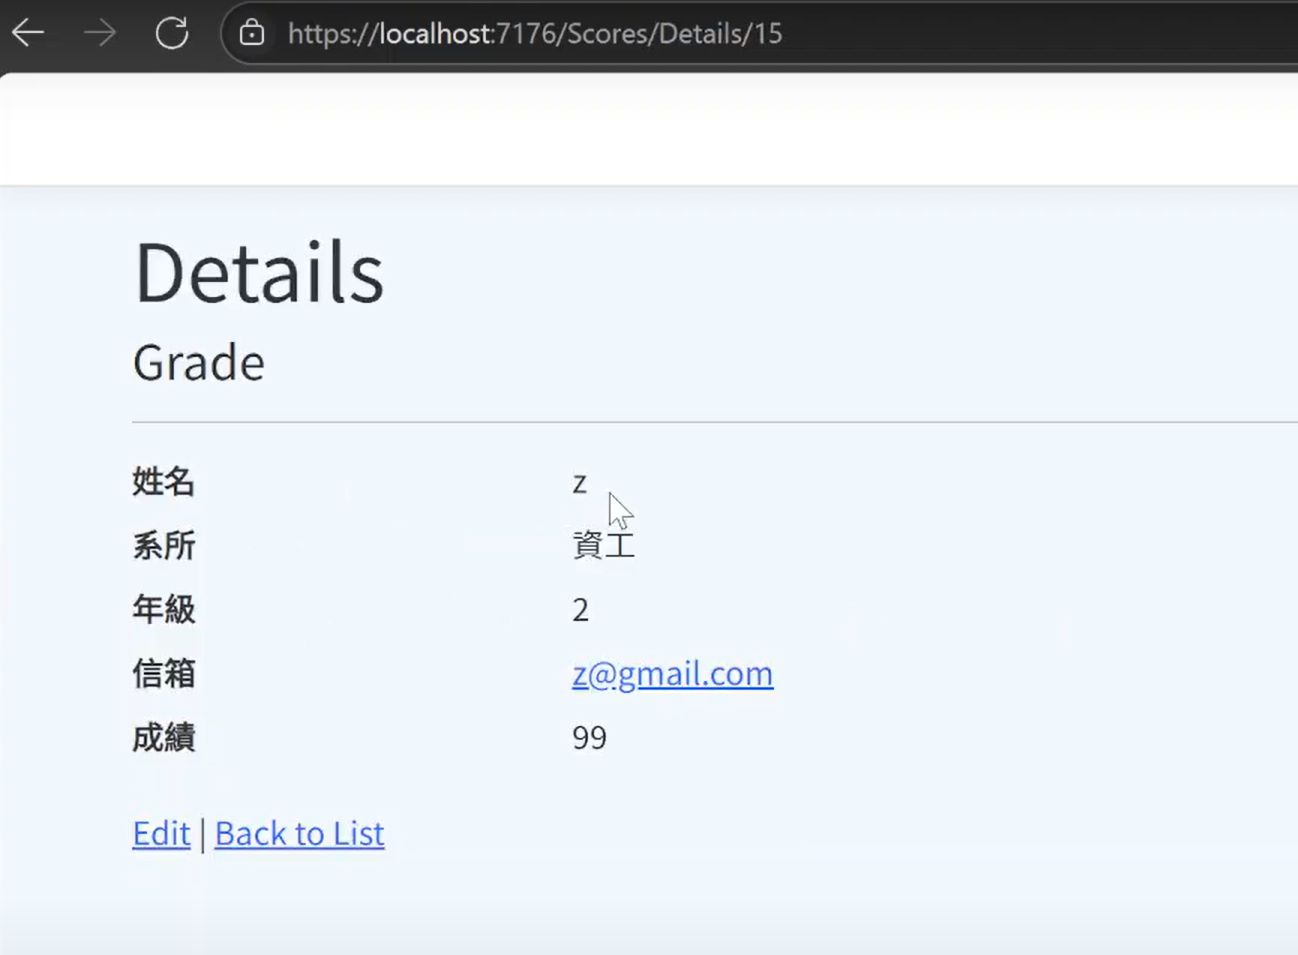 https://localhost:7176/Scores/Details/15
Details
Grade
姓名 z
系所 資工
年級 2
信箱 z@gmail.com
成績 99
Edit | Back to List